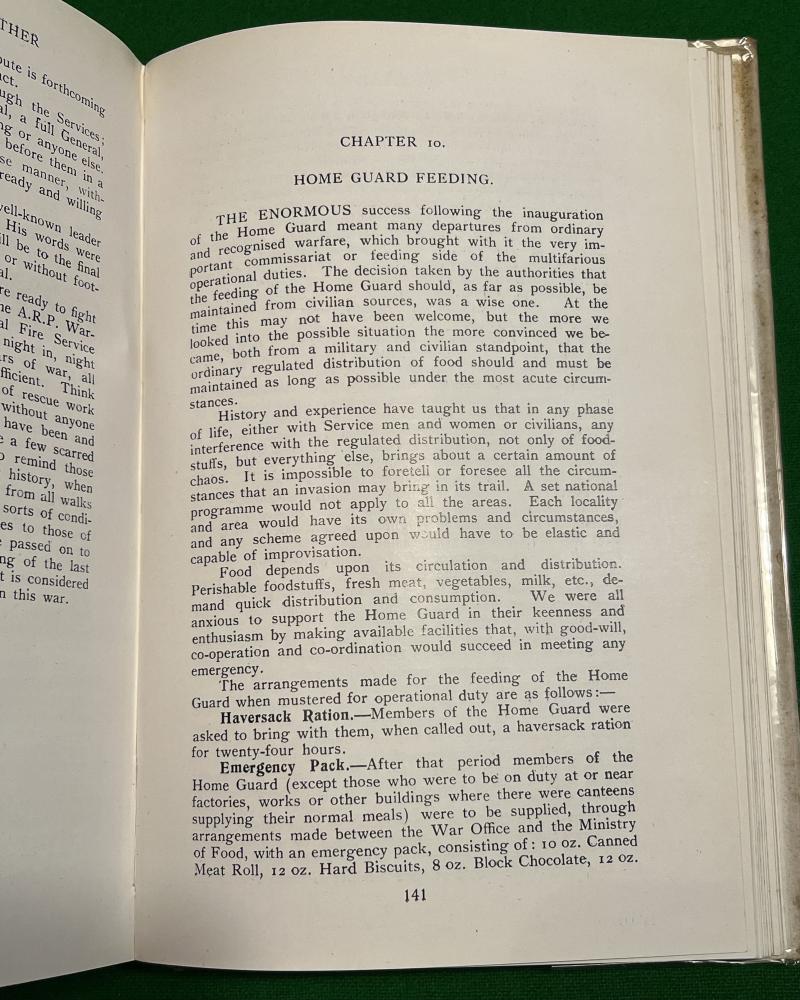 THER
ute is forthcoming
ct.
ugh the Services;
al, a full General,
ng or anyone else.
before them in a
se manner, with-
ready and willing
vell-known leader
His words were
ll be to the final
or without foot-
al.
re ready to fight
he A.R.P. War-
al Fire Service
night in, night
rs of war, all
fficient. Think
of rescue work
without anyone
have been and
e a few scarred
o remind those
history, when
from all walks
sorts of condi-
es to those of
passed on to
ng of the last
t is considered
n this war.
CHAPTER 10.
HOME GUARD FEEDING.
THE ENORMOUS success following the inauguration
of the Home Guard meant many departures from ordinary
and recognised warfare, which brought with it the very im-
portant commissariat or feeding side of the multifarious
operational duties. The decision taken by the authorities that
the feeding of the Home Guard should, as far as possible, be
maintained from civilian sources, was a wise one. At the
time this may not have been welcome, but the more we
looked into the possible situation the more convinced we be-
came, both from a military and civilian standpoint, that the
ordinary regulated distribution of food should and must be
maintained as long as possible under the most acute circum-
stances.
History and experience have taught us that in any phase
of life, either with Service men and women or civilians, any
interference with the regulated distribution, not only of food-
stuffs, but everything else, brings about a certain amount of
chaos. It is impossible to foretell or foresee all the circum-
stances that an invasion may bring in its trail. A set national
programme would not apply to all the areas. Each locality
and area would have its own problems and circumstances,
and any scheme agreed upon would have to be elastic and
capable of improvisation.
Food depends upon its circulation and distribution.
Perishable foodstuffs, fresh meat, vegetables, milk, etc., de-
mand quick distribution and consumption. We were all
anxious to support the Home Guard in their keenness and
enthusiasm by making available facilities that, with good-will,
co-operation and co-ordination would succeed in meeting any
emergency.
The arrangements made for the feeding of the Home
Guard when mustered for operational duty are as follows:—
Haversack Ration.—Members of the Home Guard were
asked to bring with them, when called out, a haversack ration
for twenty-four hours.
Emergency Pack.—After that period members of the
Home Guard (except those who were to be on duty at or near
factories, works or other buildings where there were canteens
supplying their normal meals) were to be supplied, through
arrangements made between the War Office and the Ministry
of Food, with an emergency pack, consisting of: 10 oz. Canned
Meat Roll, 12 oz. Hard Biscuits, 8 oz. Block Chocolate, 12 oz.
141